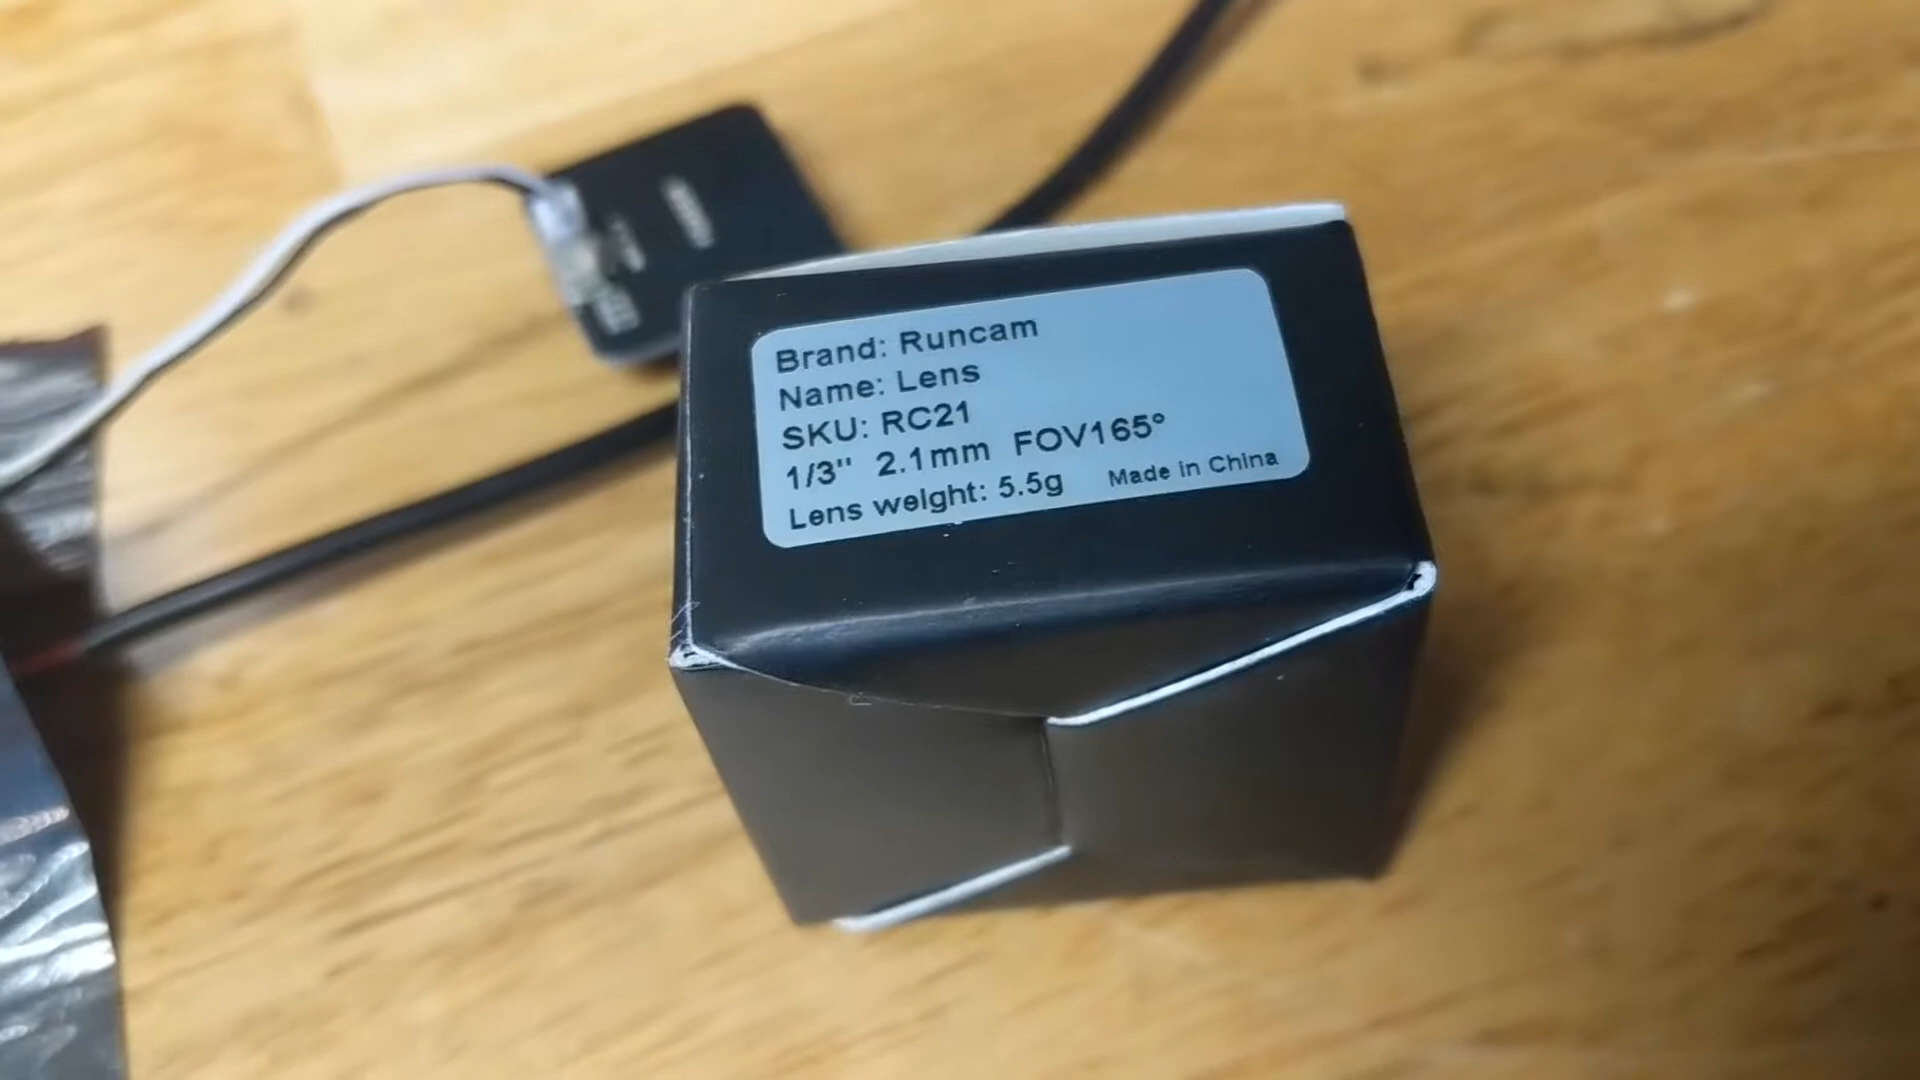 Brand: Runcam
Name: Lens
SKU: RC21
1/3" 2.1mm FOV165°
Lens weight: 5.5g Made in China